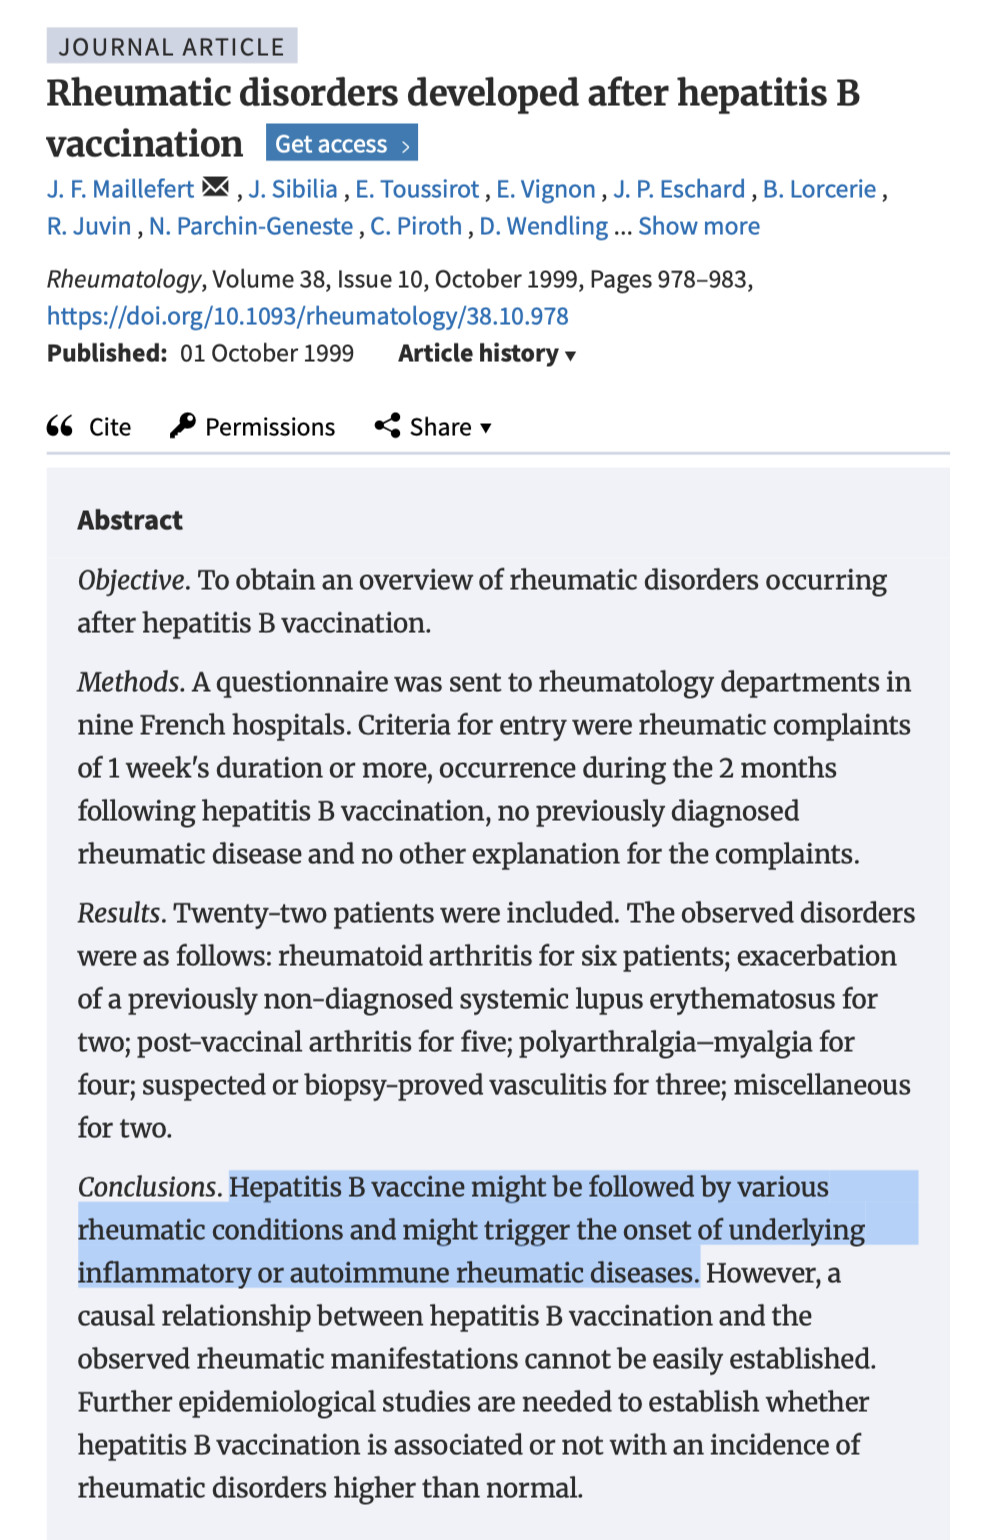 JOURNAL ARTICLE
Rheumatic disorders developed after hepatitis B
vaccination Get access >
J. F. Maillefert , J. Sibilia , E. Toussirot , E. Vignon , J. P. Eschard , B. Lorcerie ,
R. Juvin , N. Parchin-Geneste , C. Piroth , D. Wendling ... Show more
Rheumatology, Volume 38, Issue 10, October 1999, Pages 978–983,
https://doi.org/10.1093/rheumatology/38.10.978
Published: 01 October 1999 Article history ▾
Cite Permissions Share ▾
Abstract
Objective. To obtain an overview of rheumatic disorders occurring
after hepatitis B vaccination.
Methods. A questionnaire was sent to rheumatology departments in
nine French hospitals. Criteria for entry were rheumatic complaints
of 1 week's duration or more, occurrence during the 2 months
following hepatitis B vaccination, no previously diagnosed
rheumatic disease and no other explanation for the complaints.
Results. Twenty-two patients were included. The observed disorders
were as follows: rheumatoid arthritis for six patients; exacerbation
of a previously non-diagnosed systemic lupus erythematosus for
two; post-vaccinal arthritis for five; polyarthralgia–myalgia for
four; suspected or biopsy-proved vasculitis for three; miscellaneous
for two.
Conclusions. Hepatitis B vaccine might be followed by various
rheumatic conditions and might trigger the onset of underlying
inflammatory or autoimmune rheumatic diseases. However, a
causal relationship between hepatitis B vaccination and the
observed rheumatic manifestations cannot be easily established.
Further epidemiological studies are needed to establish whether
hepatitis B vaccination is associated or not with an incidence of
rheumatic disorders higher than normal.